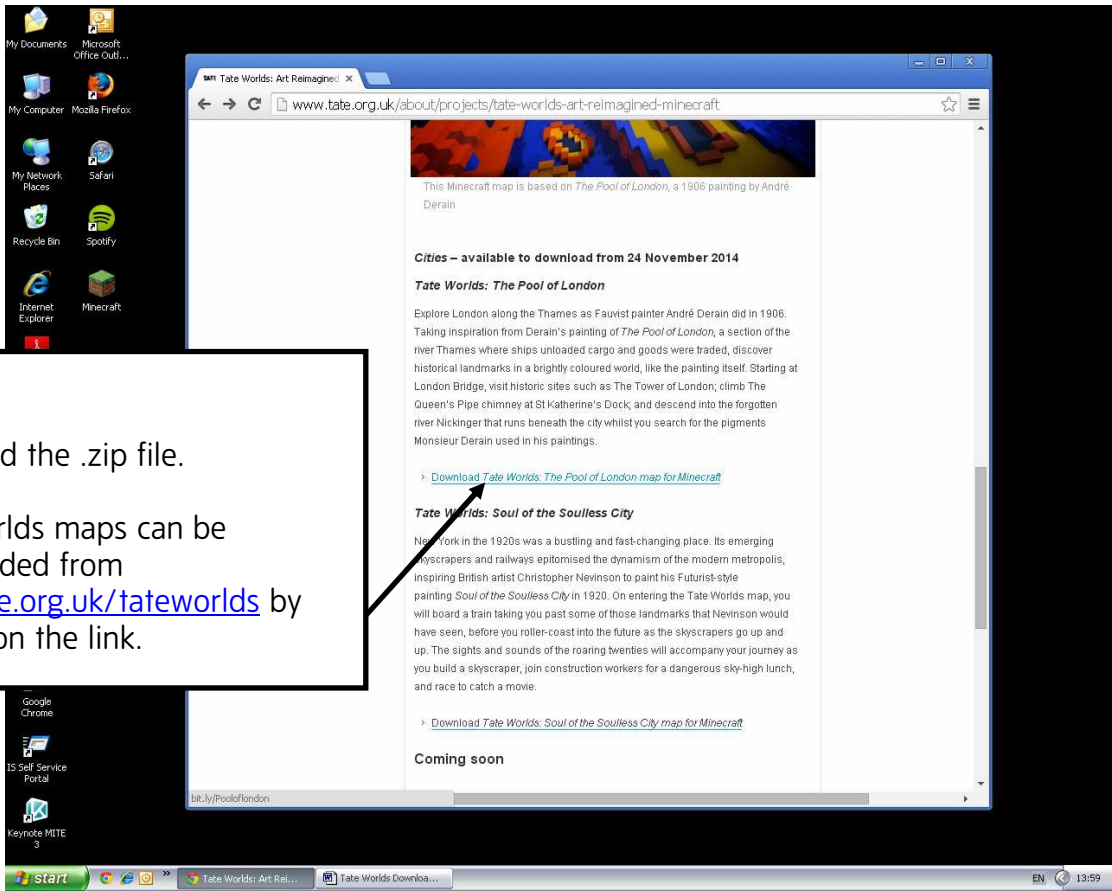 My Documents
Microsoft
Office Outl...
My Computer
Mozilla Firefox
My Network
Places
Safari
Recycle Bin
Spotify
Internet
Explorer
Minecraft
TATE Tate Worlds: Art Reimagined
www.tate.org.uk/about/projects/tate-worlds-art-reimagined-minecraft
This Minecraft map is based on The Pool of London, a 1906 painting by André
Derain
Cities – available to download from 24 November 2014
Tate Worlds: The Pool of London
Explore London along the Thames as Fauvist painter André Derain did in 1906.
Taking inspiration from Derain's painting of The Pool of London, a section of the
river Thames where ships unloaded cargo and goods were traded, discover
historical landmarks in a brightly coloured world, like the painting itself. Starting at
London Bridge, visit historic sites such as The Tower of London; climb The
Queen's Pipe chimney at St Katherine's Dock; and descend into the forgotten
river Nickinger that runs beneath the city whilst you search for the pigments
Monsieur Derain used in his paintings.
› Download Tate Worlds: The Pool of London map for Minecraft
Tate Worlds: Soul of the Soulless City
New York in the 1920s was a bustling and fast-changing place. Its emerging
skyscrapers and railways epitomised the dynamism of the modern metropolis,
inspiring British artist Christopher Nevinson to paint his Futurist-style
painting Soul of the Soulless City in 1920. On entering the Tate Worlds map, you
will board a train taking you past some of those landmarks that Nevinson would
have seen, before you roller-coast into the future as the skyscrapers go up and
up. The sights and sounds of the roaring twenties will accompany your journey as
you build a skyscraper, join construction workers for a dangerous sky-high lunch,
and race to catch a movie.
› Download Tate Worlds: Soul of the Soulless City map for Minecraft
Coming soon
bit.ly/Pooloflondon
d the .zip file.
rlds maps can be
ded from
e.org.uk/tateworlds by
on the link.
Google
Chrome
IS Self Service
Portal
Keynote MITE
3
start
Tate Worlds: Art Rei...
Tate Worlds Downloa...
EN
13:59